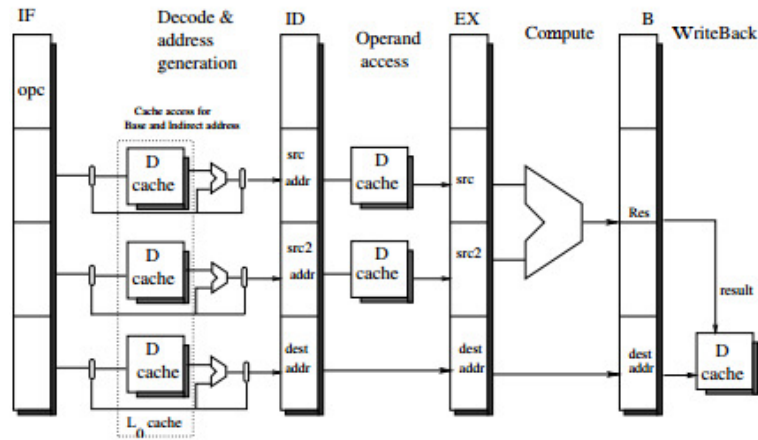 IF
Decode &
address
generation
ID
Operand
access
EX
Compute
B
WriteBack
opc
Cache access for
Base and Indirect address
D
cache
src
addr
D
cache
src
Res
D
cache
src2
addr
D
cache
src2
result
D
cache
dest
addr
dest
addr
dest
addr
D
cache
L0 cache